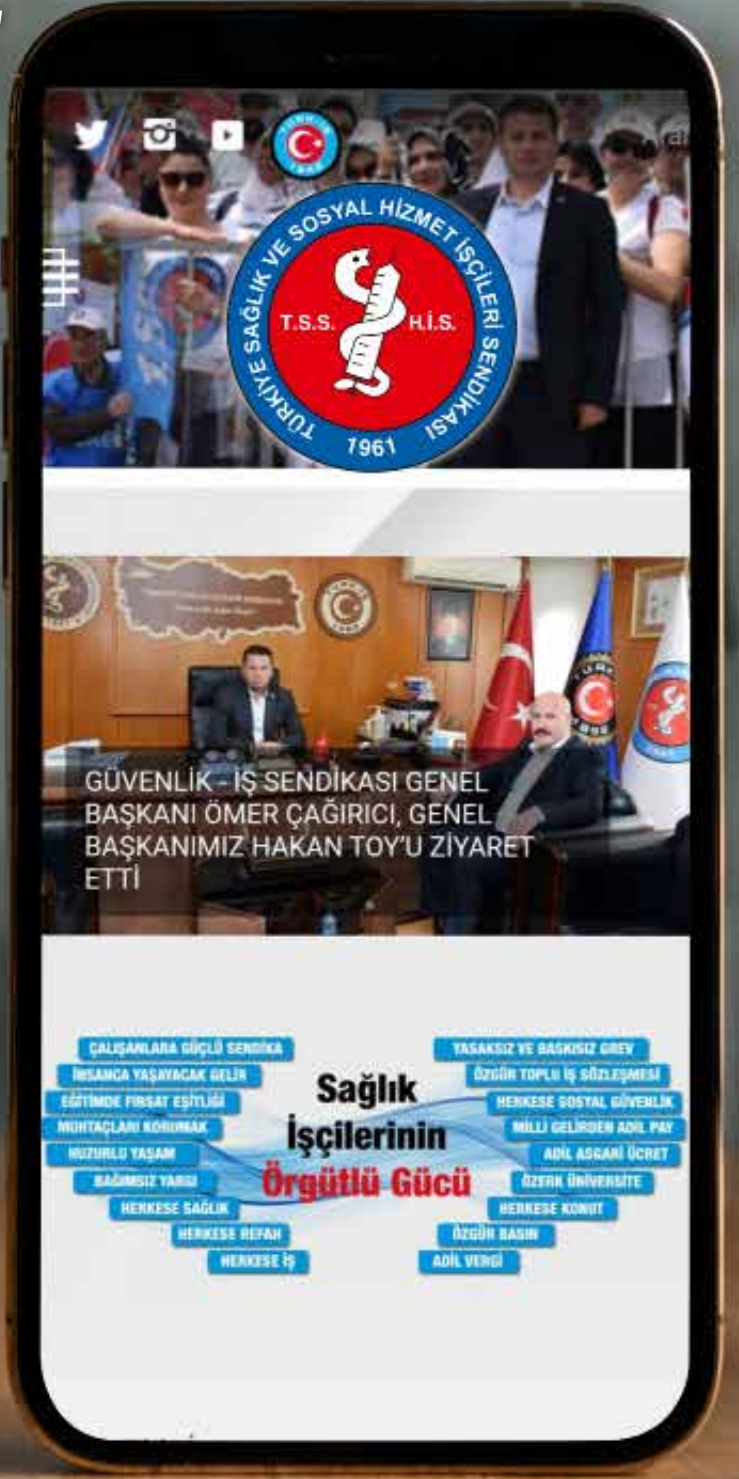 TÜRK-İŞ
1952
TÜRKİYE SAĞLIK VE SOSYAL HİZMET İŞÇİLERİ SENDİKASI
T.S.S. H.İ.S.
1961
GÜVENLİK - İŞ SENDİKASI GENEL
BAŞKANI ÖMER ÇAĞIRICI, GENEL
BAŞKANIMIZ HAKAN TOY'U ZİYARET
ETTİ
Sağlık
İşçilerinin
Örgütlü Gücü
ÇALIŞANLARA GÜÇLÜ SENDİKA
İNSANCA YAŞAYACAK GELİR
EĞİTİMDE FIRSAT EŞİTLİĞİ
MUHTAÇLARI KORUMAK
HUZURLU YAŞAM
BAĞIMSIZ YARGI
HERKESE SAĞLIK
HERKESE REFAH
HERKESE İŞ
YASAKSIZ VE BASKISIZ GREV
ÖZGÜR TOPLU İŞ SÖZLEŞMESİ
HERKESE SOSYAL GÜVENLİK
MİLLİ GELİRDEN ADİL PAY
ADİL ASGARİ ÜCRET
ÖZERK ÜNİVERSİTE
HERKESE KONUT
ÖZGÜR BASIN
ADİL VERGİ